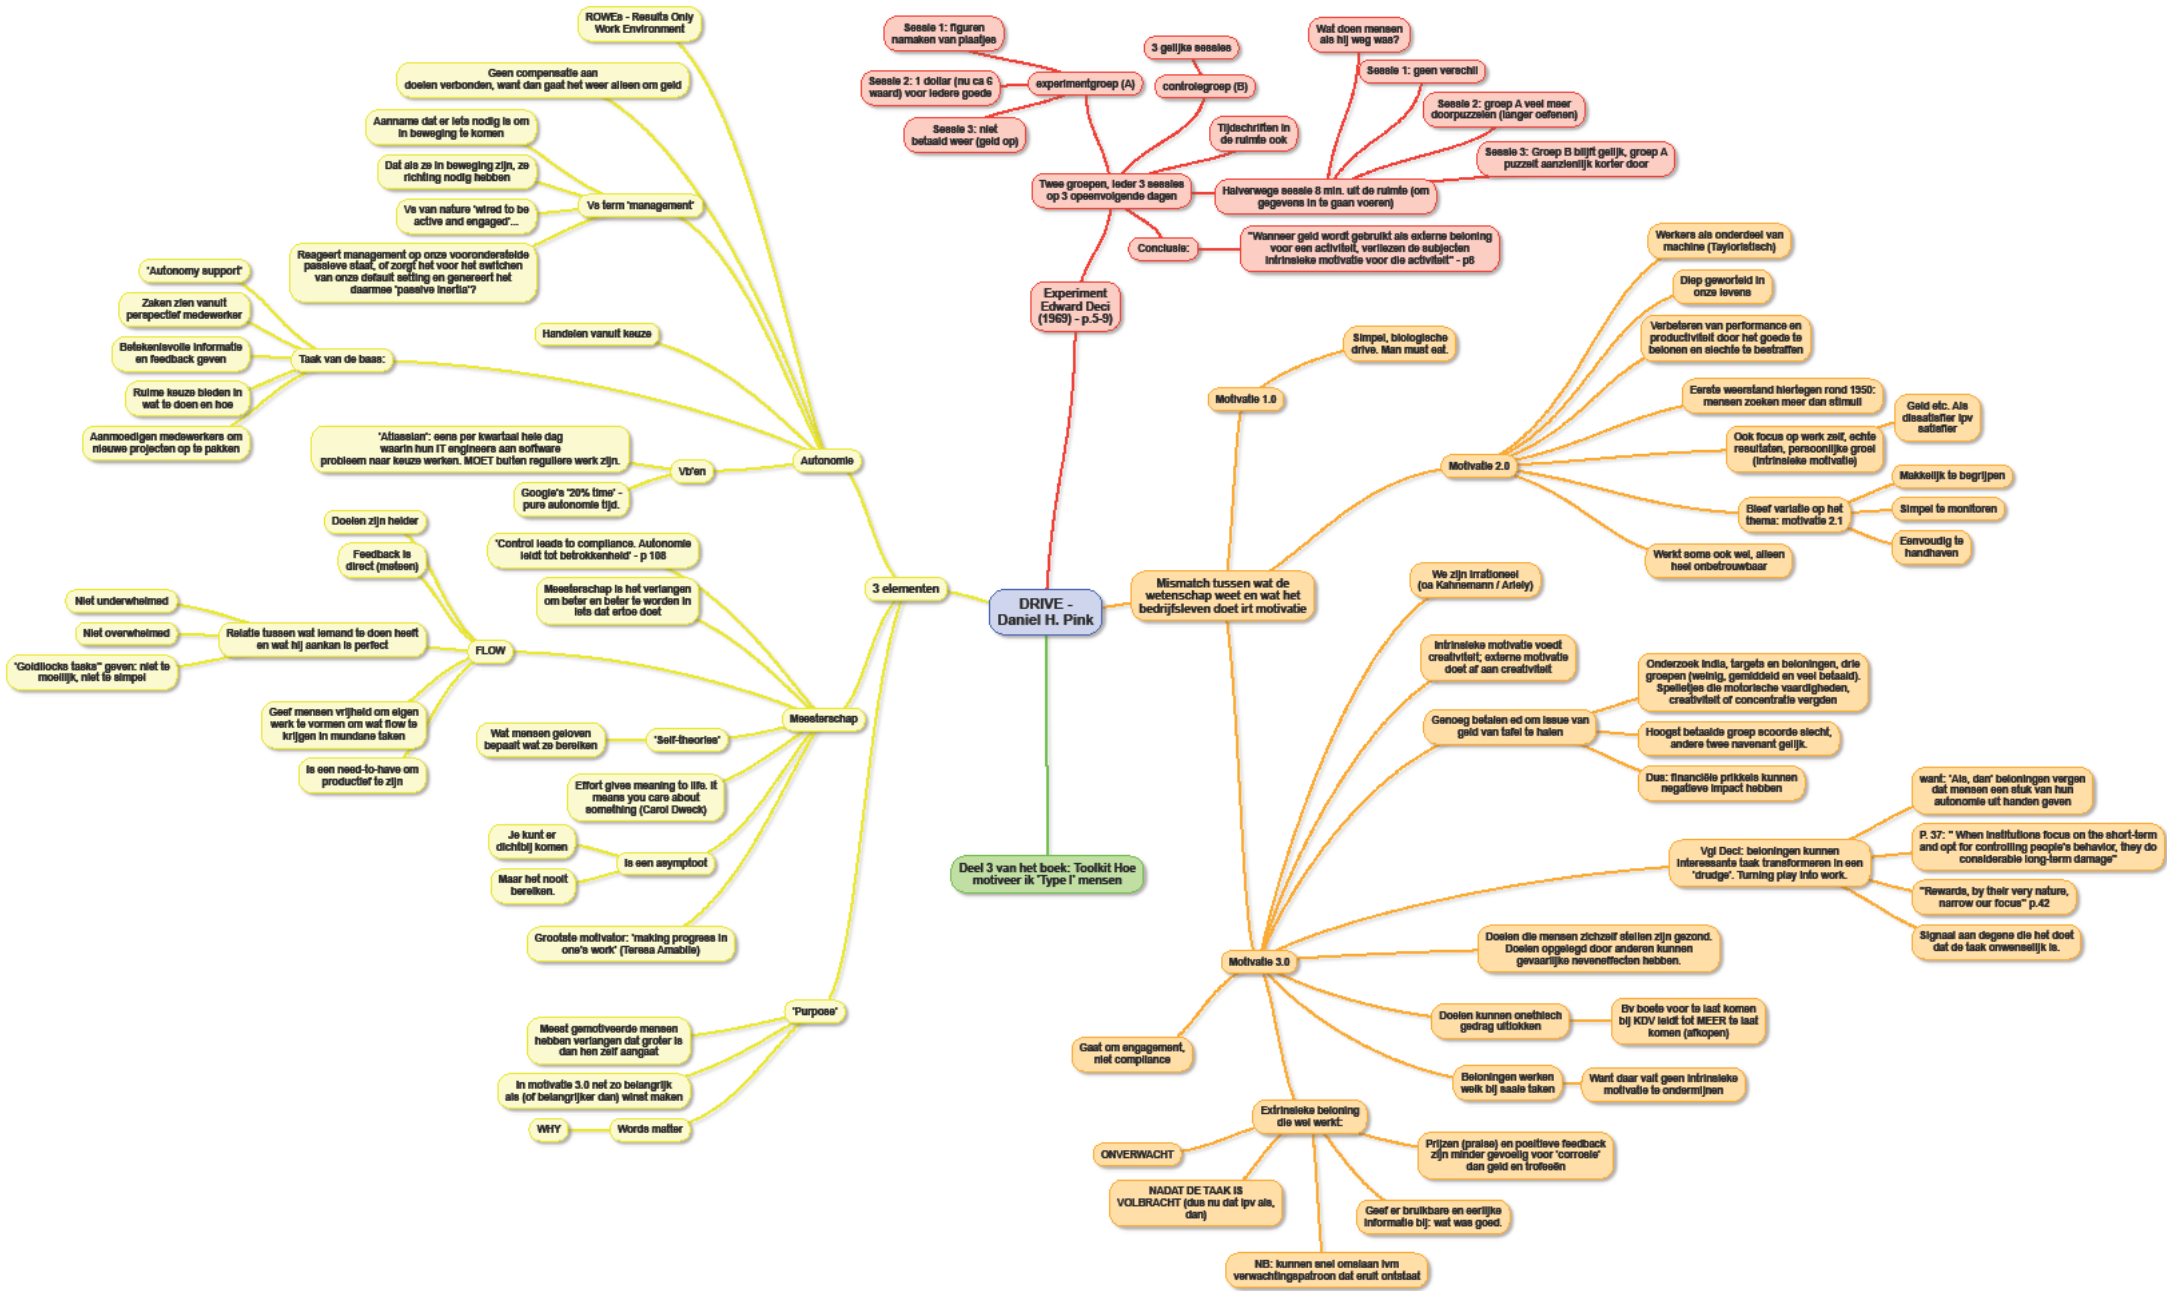 DRIVE -
Daniel H. Pink
Experiment
Edward Deci
(1969) - p.5-9)
Twee groepen, ieder 3 sessies
op 3 opeenvolgende dagen
experimentgroep (A)
Sessie 1: figuren
namaken van plaatjes
Sessie 2: 1 dollar (nu ca 6
waard) voor iedere goede
Sessie 3: niet
betaald weer (geld op)
controlegroep (B)
3 gelijke sessies
Tijdschriften in
de ruimte ook
Halverwege sessie 8 min. uit de ruimte (om
gegevens in te gaan voeren)
Wat doen mensen
als hij weg was?
Sessie 1: geen verschil
Sessie 2: groep A veel meer
doorpuzzelen (langer oefenen)
Sessie 3: Groep B blijft gelijk, groep A
puzzelt aanzienlijk korter door
Conclusie:
"Wanneer geld wordt gebruikt als externe beloning
voor een activiteit, verliezen de subjecten
intrinsieke motivatie voor die activiteit" - p8
Mismatch tussen wat de
wetenschap weet en wat het
bedrijfsleven doet irt motivatie
Motivatie 1.0
Simpel, biologische
drive. Man must eat.
Motivatie 2.0
Werkers als onderdeel van
machine (Tayloristisch)
Diep geworteld in
onze levens
Verbeteren van performance en
productiviteit door het goede te
belonen en slechte te bestraffen
Eerste weerstand hiertegen rond 1950:
mensen zoeken meer dan stimuli
Ook focus op werk zelf, echte
resultaten, persoonlijke groei
(intrinsieke motivatie)
Geld etc. Als
dissatisfier ipv
satisfier
Bleef variatie op het
thema: motivatie 2.1
Makkelijk te begrijpen
Simpel te monitoren
Eenvoudig te
handhaven
Werkt soms ook wel, alleen
heel onbetrouwbaar
Motivatie 3.0
We zijn irrationeel
(oa Kahnemann / Ariely)
Intrinsieke motivatie voedt
creativiteit; externe motivatie
doet af aan creativiteit
Genoeg betalen ed om issue van
geld van tafel te halen
Onderzoek India, targets en beloningen, drie
groepen (weinig, gemiddeld en veel betaald).
Spelletjes die motorische vaardigheden,
creativiteit of concentratie vergden
Hoogst betaalde groep scoorde slecht,
andere twee navenant gelijk.
Dus: financiële prikkels kunnen
negatieve impact hebben
Vgl Deci: beloningen kunnen
interessante taak transformeren in een
'drudge'. Turning play into work.
want: 'Als, dan' beloningen vergen
dat mensen een stuk van hun
autonomie uit handen geven
P. 37: " When institutions focus on the short-term
and opt for controlling people's behavior, they do
considerable long-term damage"
"Rewards, by their very nature,
narrow our focus" p.42
Signaal aan degene die het doet
dat de taak onwenselijk is.
Doelen die mensen zichzelf stellen zijn gezond.
Doelen opgelegd door anderen kunnen
gevaarlijke neveneffecten hebben.
Doelen kunnen onethisch
gedrag uitlokken
Bv boete voor te laat komen
bij KDV leidt tot MEER te laat
komen (afkopen)
Beloningen werken
welk bij saaie taken
Want daar valt geen intrinsieke
motivatie te ondermijnen
Extrinsieke beloning
die wel werkt:
Prijzen (praise) en positieve feedback
zijn minder gevoelig voor 'corrosie'
dan geld en trofeeën
Geef er bruikbare en eerlijke
informatie bij: wat was goed.
NB: kunnen snel omslaan ivm
verwachtingspatroon dat eruit ontstaat
NADAT DE TAAK IS
VOLBRACHT (dus nu dat ipv als,
dan)
ONVERWACHT
Gaat om engagement,
niet compliance
Deel 3 van het boek: Toolkit Hoe
motiveer ik 'Type I' mensen
3 elementen
Autonomie
ROWEs - Results Only
Work Environment
Geen compensatie aan
doelen verbonden, want dan gaat het weer alleen om geld
Vs term 'management'
Aanname dat er iets nodig is om
in beweging te komen
Dat als ze in beweging zijn, ze
richting nodig hebben
Vs van nature 'wired to be
active and engaged'...
Reageert management op onze vooronderstelde
passieve staat, of zorgt het voor het switchen
van onze default setting en genereert het
daarmee 'passive inertia'?
Handelen vanuit keuze
Taak van de baas:
'Autonomy support'
Zaken zien vanuit
perspectief medewerker
Betekenisvolle informatie
en feedback geven
Ruime keuze bieden in
wat te doen en hoe
Aanmoedigen medewerkers om
nieuwe projecten op te pakken
Vb'en
'Atlassian': eens per kwartaal hele dag
waarin hun IT engineers aan software
probleem naar keuze werken. MOET buiten reguliere werk zijn.
Google's '20% time' -
pure autonomie tijd.
Meesterschap
'Control leads to compliance. Autonomie
leidt tot betrokkenheid' - p 108
Meesterschap is het verlangen
om beter en beter te worden in
iets dat ertoe doet
FLOW
Doelen zijn helder
Feedback is
direct (meteen)
Relatie tussen wat iemand te doen heeft
en wat hij aankan is perfect
Niet underwhelmed
Niet overwhelmed
"Goldilocks tasks" geven: niet te
moeilijk, niet te simpel
Geef mensen vrijheid om eigen
werk te vormen om wat flow te
krijgen in mundane taken
Is een need-to-have om
productief te zijn
'Self-theories'
Wat mensen geloven
bepaalt wat ze bereiken
Effort gives meaning to life. It
means you care about
something (Carol Dweck)
Is een asymptoot
Je kunt er
dichtbij komen
Maar het nooit
bereiken.
Grootste motivator: 'making progress in
one's work' (Teresa Amabile)
'Purpose'
Meest gemotiveerde mensen
hebben verlangen dat groter is
dan hen zelf aangaat
In motivatie 3.0 net zo belangrijk
als (of belangrijker dan) winst maken
Words matter
WHY